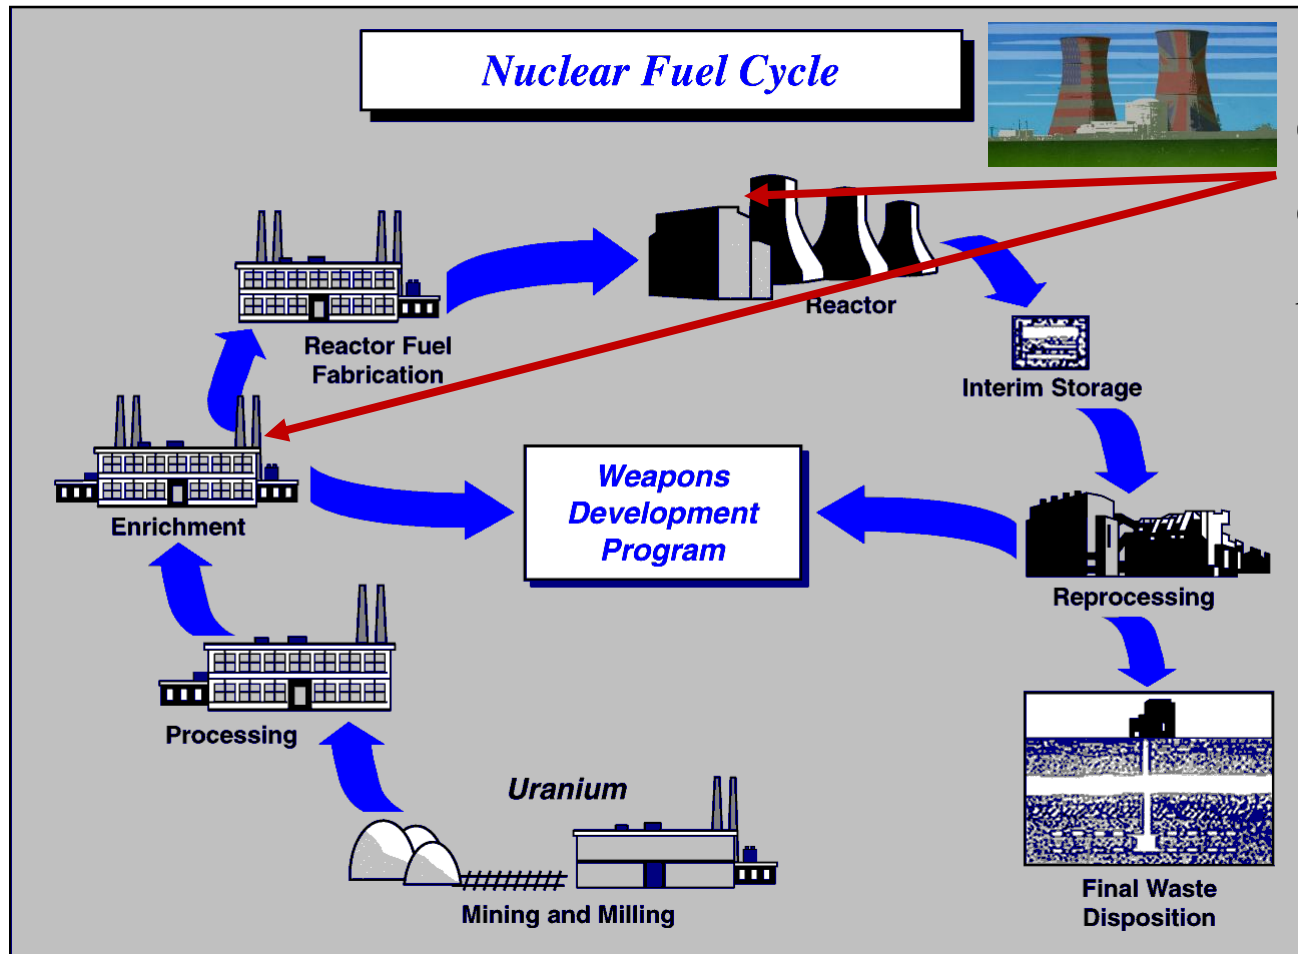 Nuclear Fuel Cycle
Reactor
Reactor Fuel
Fabrication
Interim Storage
Enrichment
Weapons
Development
Program
Reprocessing
Processing
Uranium
Mining and Milling
Final Waste
Disposition